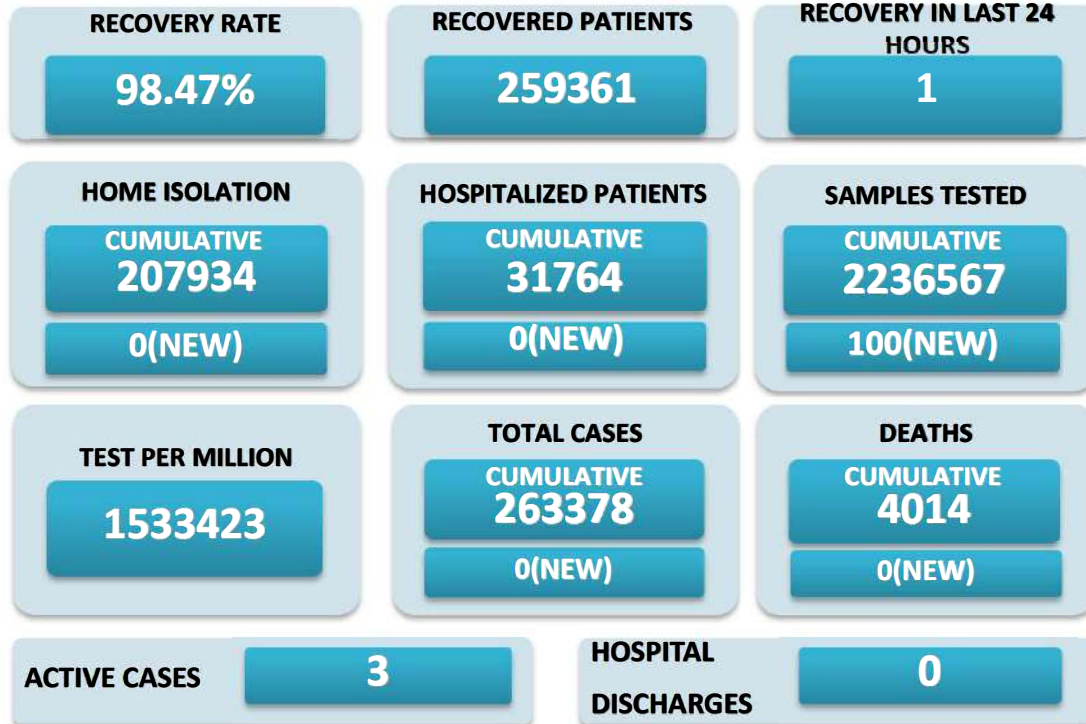 RECOVERY RATE
98.47%
RECOVERED PATIENTS
259361
RECOVERY IN LAST 24
HOURS
1
HOME ISOLATION
CUMULATIVE
207934
0(NEW)
HOSPITALIZED PATIENTS
CUMULATIVE
31764
0(NEW)
SAMPLES TESTED
CUMULATIVE
2236567
100(NEW)
TEST PER MILLION
1533423
TOTAL CASES
CUMULATIVE
263378
0(NEW)
DEATHS
CUMULATIVE
4014
0(NEW)
ACTIVE CASES
3
HOSPITAL
DISCHARGES
0